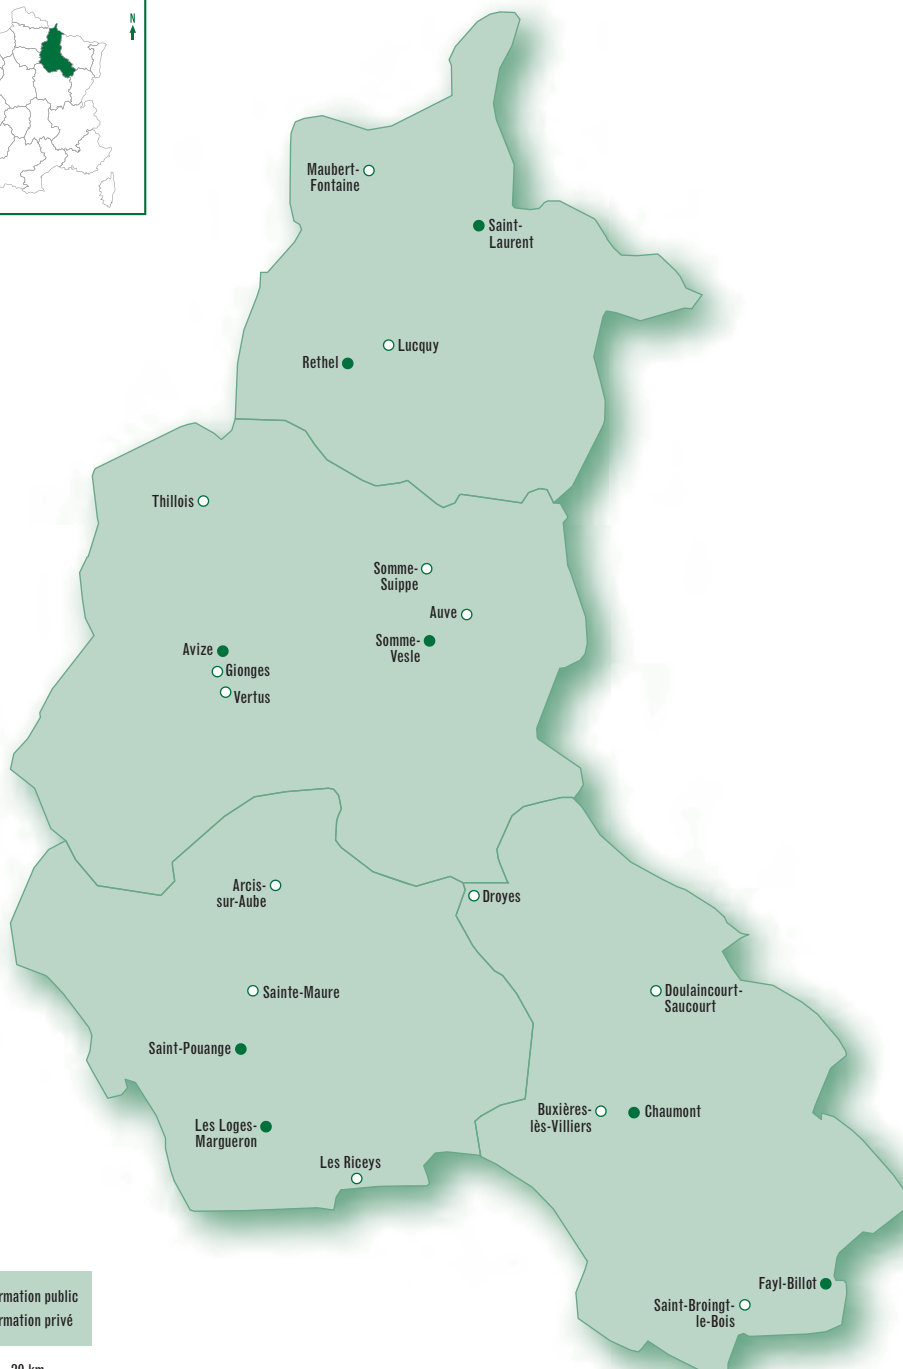 N
Maubert-
Fontaine
Saint-
Laurent
Lucquy
Rethel
Thillois
Somme-
Suippe
Auve
Somme-
Vesle
Avize
Gionges
Vertus
Arcis-
sur-Aube
Droyes
Sainte-Maure
Doulaincourt-
Saucourt
Saint-Pouange
Buxières-
lès-Villiers
Chaumont
Les Loges-
Margueron
Les Riceys
Fayl-Billot
Saint-Broingt-
le-Bois
rmation public
rmation privé
20 km